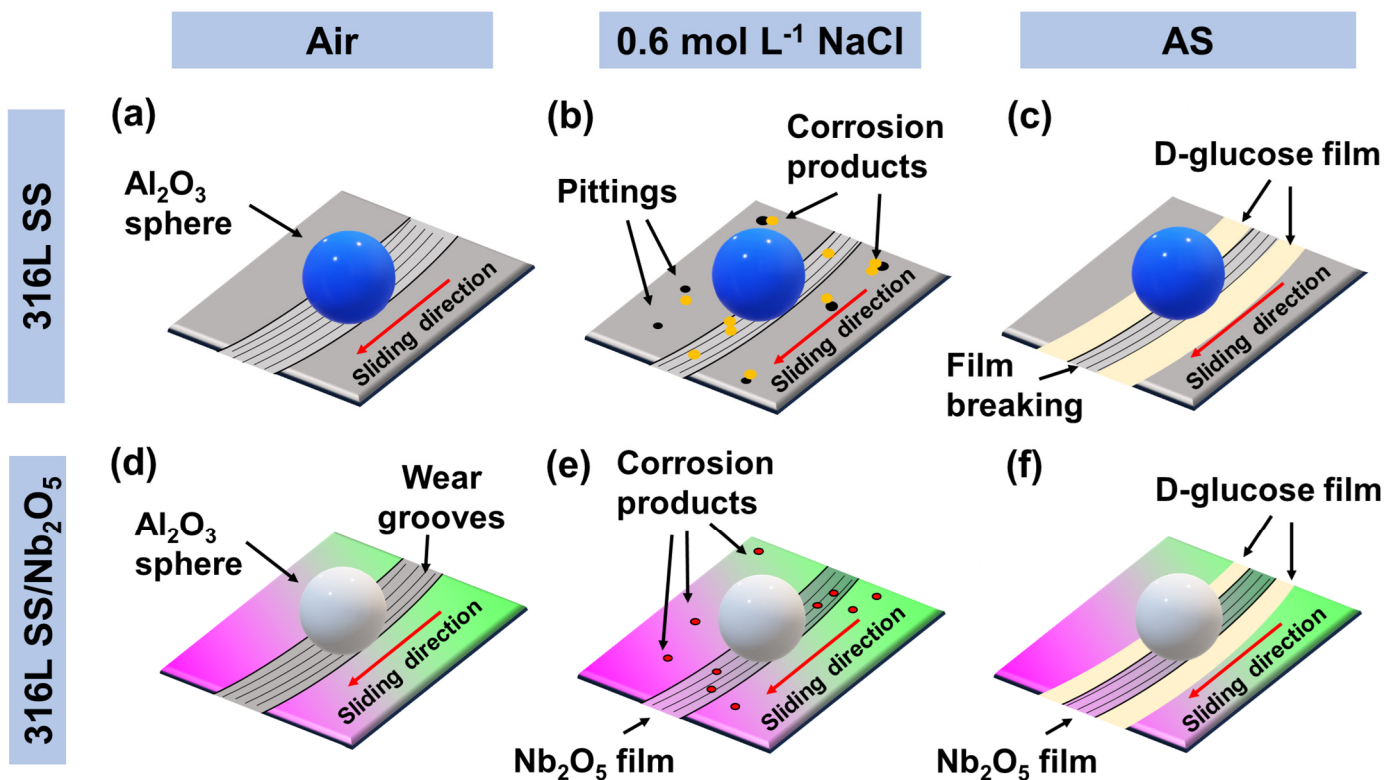 Air
0.6 mol L⁻¹ NaCl
AS
316L SS
(a)
Al₂O₃
sphere
Sliding direction
(b)
Pittings
Corrosion
products
Sliding direction
(c)
D-glucose film
Film
breaking
Sliding direction
316L SS/Nb₂O₅
(d)
Al₂O₃
sphere
Wear
grooves
Sliding direction
(e)
Corrosion
products
Sliding direction
Nb₂O₅ film
(f)
D-glucose film
Sliding direction
Nb₂O₅ film